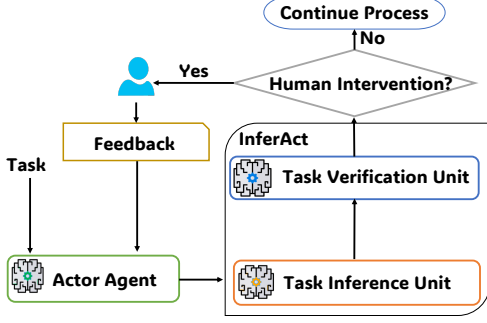 Continue Process
No
Yes
Human Intervention?
Feedback
InferAct
Task
Task Verification Unit
Actor Agent
Task Inference Unit